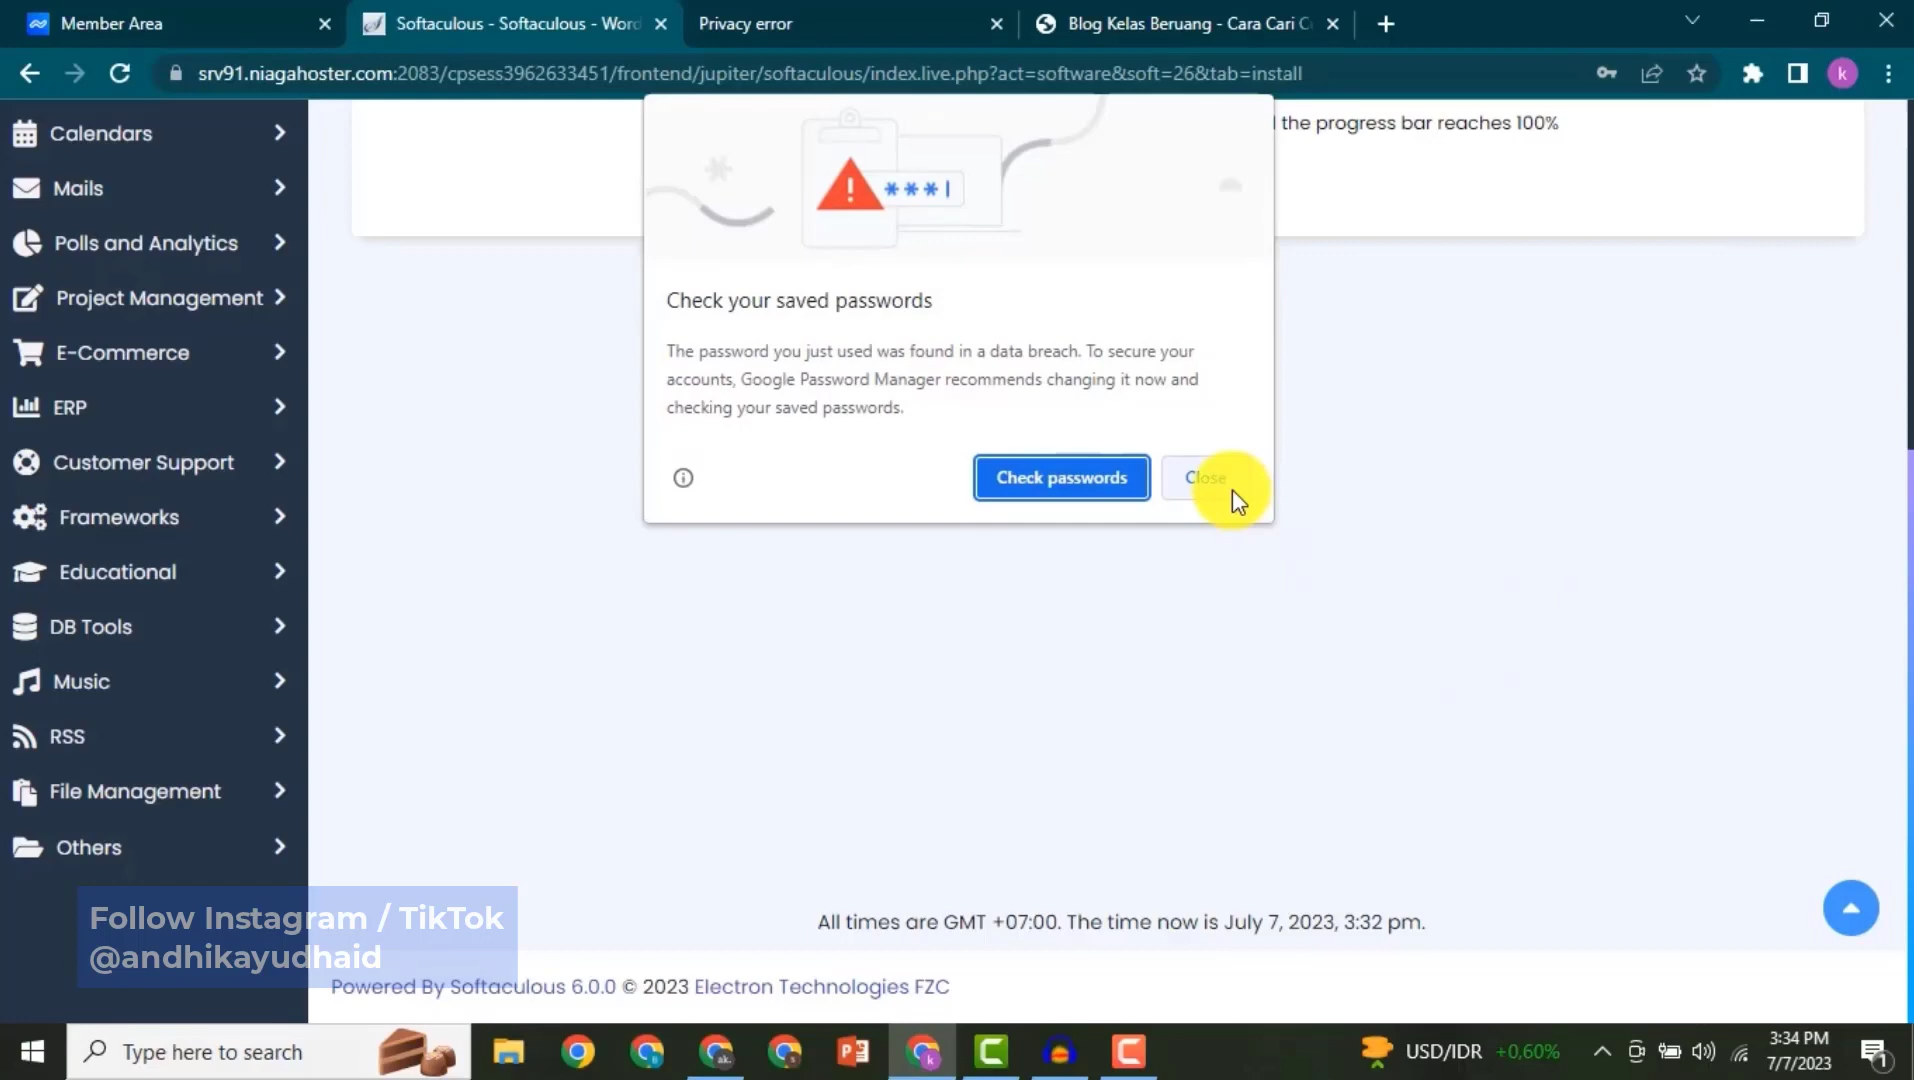 Member Area
Softaculous - Softaculous - Word
Privacy error
Blog Kelas Beruang - Cara Cari C
srv91.niagahoster.com:2083/cpsess3962633451/frontend/jupiter/softaculous/index.live.php?act=software&soft=26&tab=install
k
Calendars
Mails
Polls and Analytics
Project Management
E-Commerce
ERP
Customer Support
Frameworks
Educational
DB Tools
Music
RSS
File Management
Others
the progress bar reaches 100%
***
Check your saved passwords
The password you just used was found in a data breach. To secure your
accounts, Google Password Manager recommends changing it now and
checking your saved passwords.
Check passwords
Close
All times are GMT +07:00. The time now is July 7, 2023, 3:32 pm.
Follow Instagram / TikTok
@andhikayudhaid
Powered By Softaculous 6.0.0 © 2023 Electron Technologies FZC
Type here to search
USD/IDR +0,60%
3:34 PM
7/7/2023
1